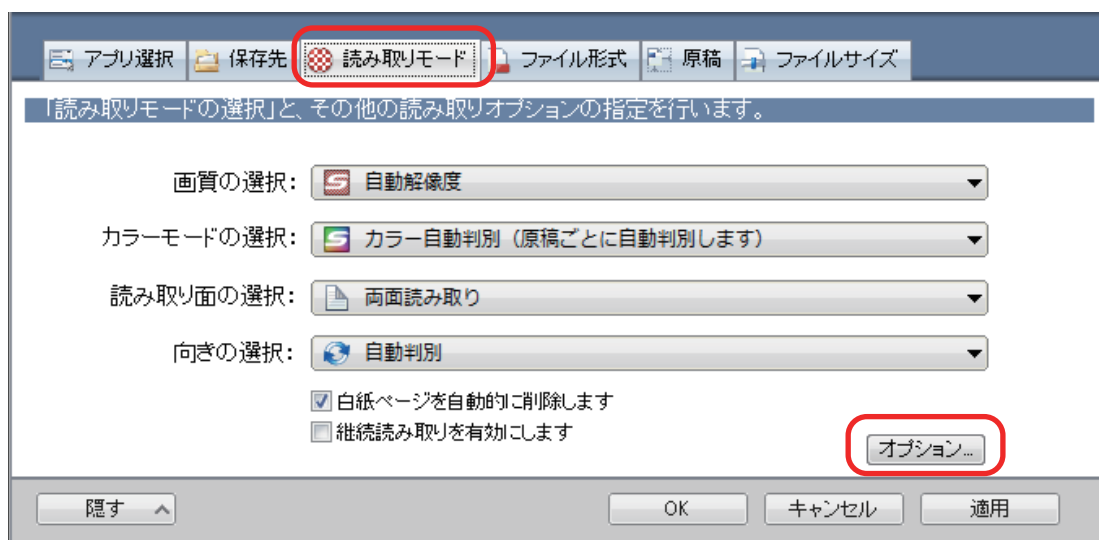 アプリ選択 保存先 読み取りモード ファイル形式 原稿 ファイルサイズ
「読み取りモードの選択」と、その他の読み取りオプションの指定を行います。
画質の選択: 自動解像度
カラーモードの選択: カラー自動判別（原稿ごとに自動判別します）
読み取り面の選択: 両面読み取り
向きの選択: 自動判別
白紙ページを自動的に削除します
継続読み取りを有効にします
オプション...
隠す OK キャンセル 適用